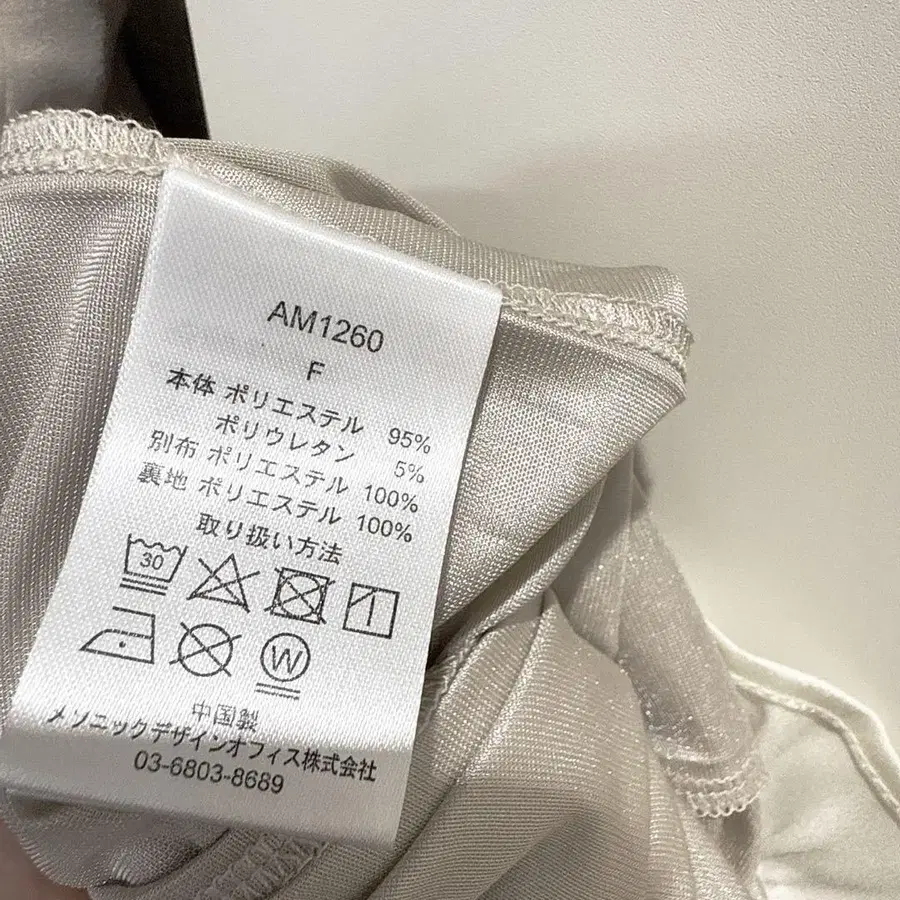 AM1260
F
本体 ポリエステル 95%
ポリウレタン 5%
別布 ポリエステル 100%
裏地 ポリエステル 100%
取り扱い方法
30
W
中国製
メソニックデザインオフィス株式会社
03-6803-8689